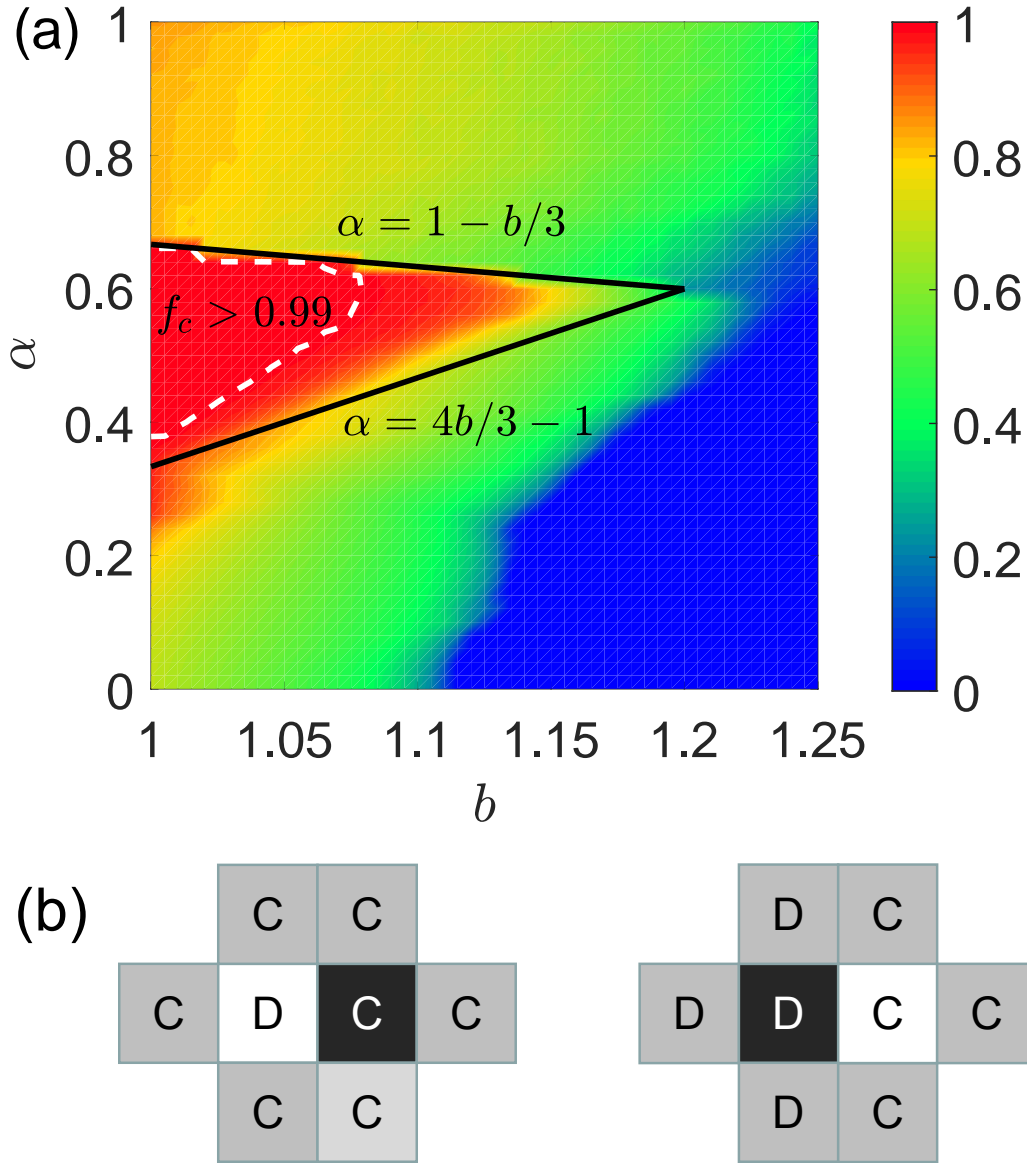 (a)
1
0.8
0.6
0.4
0.2
0
α
α = 1 − b/3
f_c > 0.99
α = 4b/3 − 1
1 1.05 1.1 1.15 1.2 1.25
b
1
0.8
0.6
0.4
0.2
0
(b)
C C D C
C D C C D D C C
C C D C